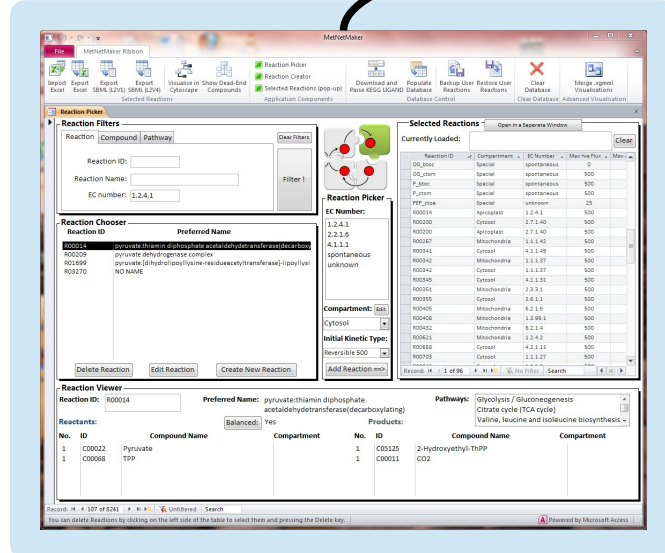 MetNetMaker
File MetNetMaker Ribbon
Import Excel Export Excel Export SBML (L2V1) Export SBML (L2V4) Visualise in Cytoscape Show Dead-End Compounds
Reaction Picker
Reaction Creator
Selected Reactions (pop-up)
Download and Parse KEGG LIGAND Populate Database Backup User Reactions Restore User Reactions Clear Database Merge .xgmml Visualisations
Selected Reactions Application Components Database Control Clear Database Advanced Visualisation
Reaction Picker
Reaction Filters
Reaction Compound Pathway Clear Filters
Reaction ID:
Reaction Name:
EC number: 1.2.4.1
Filter !
Reaction Chooser
Reaction ID Preferred Name
R00014 pyruvate:thiamin diphosphate acetaldehydetransferase(decarboxy
R00209 pyruvate dehydrogenase complex
R01699 pyruvate:[dihydrolipoyllysine-residueacetyltransferase]-lipoyllysi
R03270 NO NAME
Delete Reaction Edit Reaction Create New Reaction
Reaction Picker
EC Number:
1.2.4.1
2.2.1.6
4.1.1.1
spontaneous
unknown
Compartment: Edit
Cytosol
Initial Kinetic Type:
Reversible 500
Add Reaction ==>
Selected Reactions Open in a Seperate Window
Currently Loaded: Clear
Reaction ID Compartment EC Number Max +ve Flux Max -
OG_btoc Special spontaneous 0
OG_ctom Special spontaneous 500
P_btoc Special spontaneous 500
P_ctom Special spontaneous 500
PEP_ctoa Special unknown 25
R00014 Apicoplast 1.2.4.1 500
R00200 Cytosol 2.7.1.40 500
R00200 Apicoplast 2.7.1.40 500
R00267 Mitochondria 1.1.1.42 500
R00341 Cytosol 4.1.1.49 500
R00342 Mitochondria 1.1.1.37 500
R00342 Cytosol 1.1.1.37 500
R00345 Cytosol 4.1.1.31 500
R00351 Mitochondria 2.3.3.1 500
R00355 Cytosol 2.6.1.1 500
R00405 Mitochondria 6.2.1.5 500
R00408 Mitochondria 1.3.99.1 500
R00432 Mitochondria 6.2.1.4 500
R00621 Mitochondria 1.2.4.2 500
R00658 Cytosol 4.2.1.11 500
R00703 Cytosol 1.1.1.27 500
Record: 1 of 96 No Filter Search
Reaction Viewer
Reaction ID: R00014 Preferred Name: pyruvate:thiamin diphosphate
acetaldehydetransferase(decarboxylating)
Pathways: Glycolysis / Gluconeogenesis
Citrate cycle (TCA cycle)
Valine, leucine and isoleucine biosynthesis
Reactants: Balanced: Yes Products:
No. ID Compound Name Compartment No. ID Compound Name Compartment
1 C00022 Pyruvate 1 C05125 2-Hydroxyethyl-ThPP
1 C00068 TPP 1 C00011 CO2
Record: 107 of 8241 Unfiltered Search
You can delete Reactions by clicking on the left side of the table to select them and pressing the Delete key. Powered by Microsoft Access